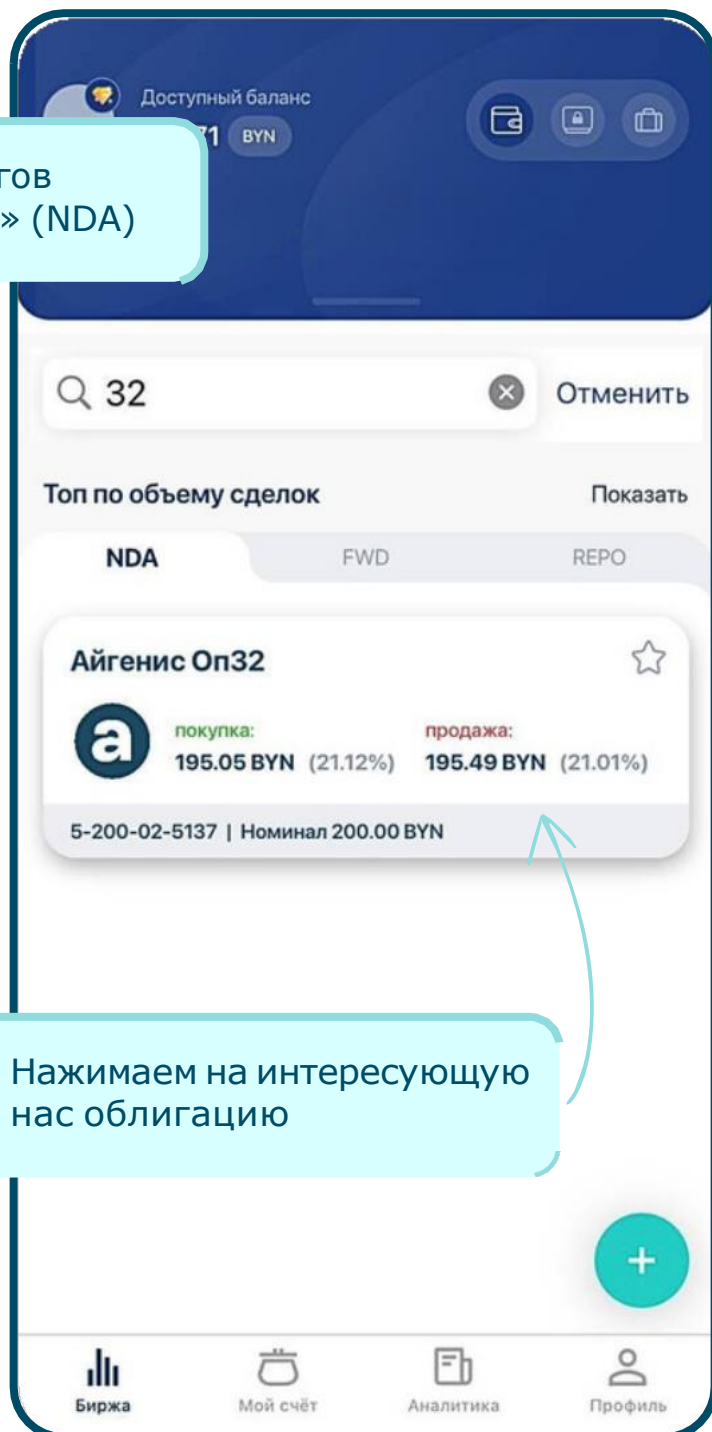 Доступный баланс
71 BYN
» (NDA)
32
Отменить
Топ по объему сделок
Показать
NDA
FWD
REPO
Айгенис Оп32
a
покупка:
продажа:
195.05 BYN (21.12%)
195.49 BYN (21.01%)
5-200-02-5137 | Номинал 200.00 BYN
Нажимаем на интересующую
нас облигацию
Биржа
Мой счёт
Аналитика
Профиль